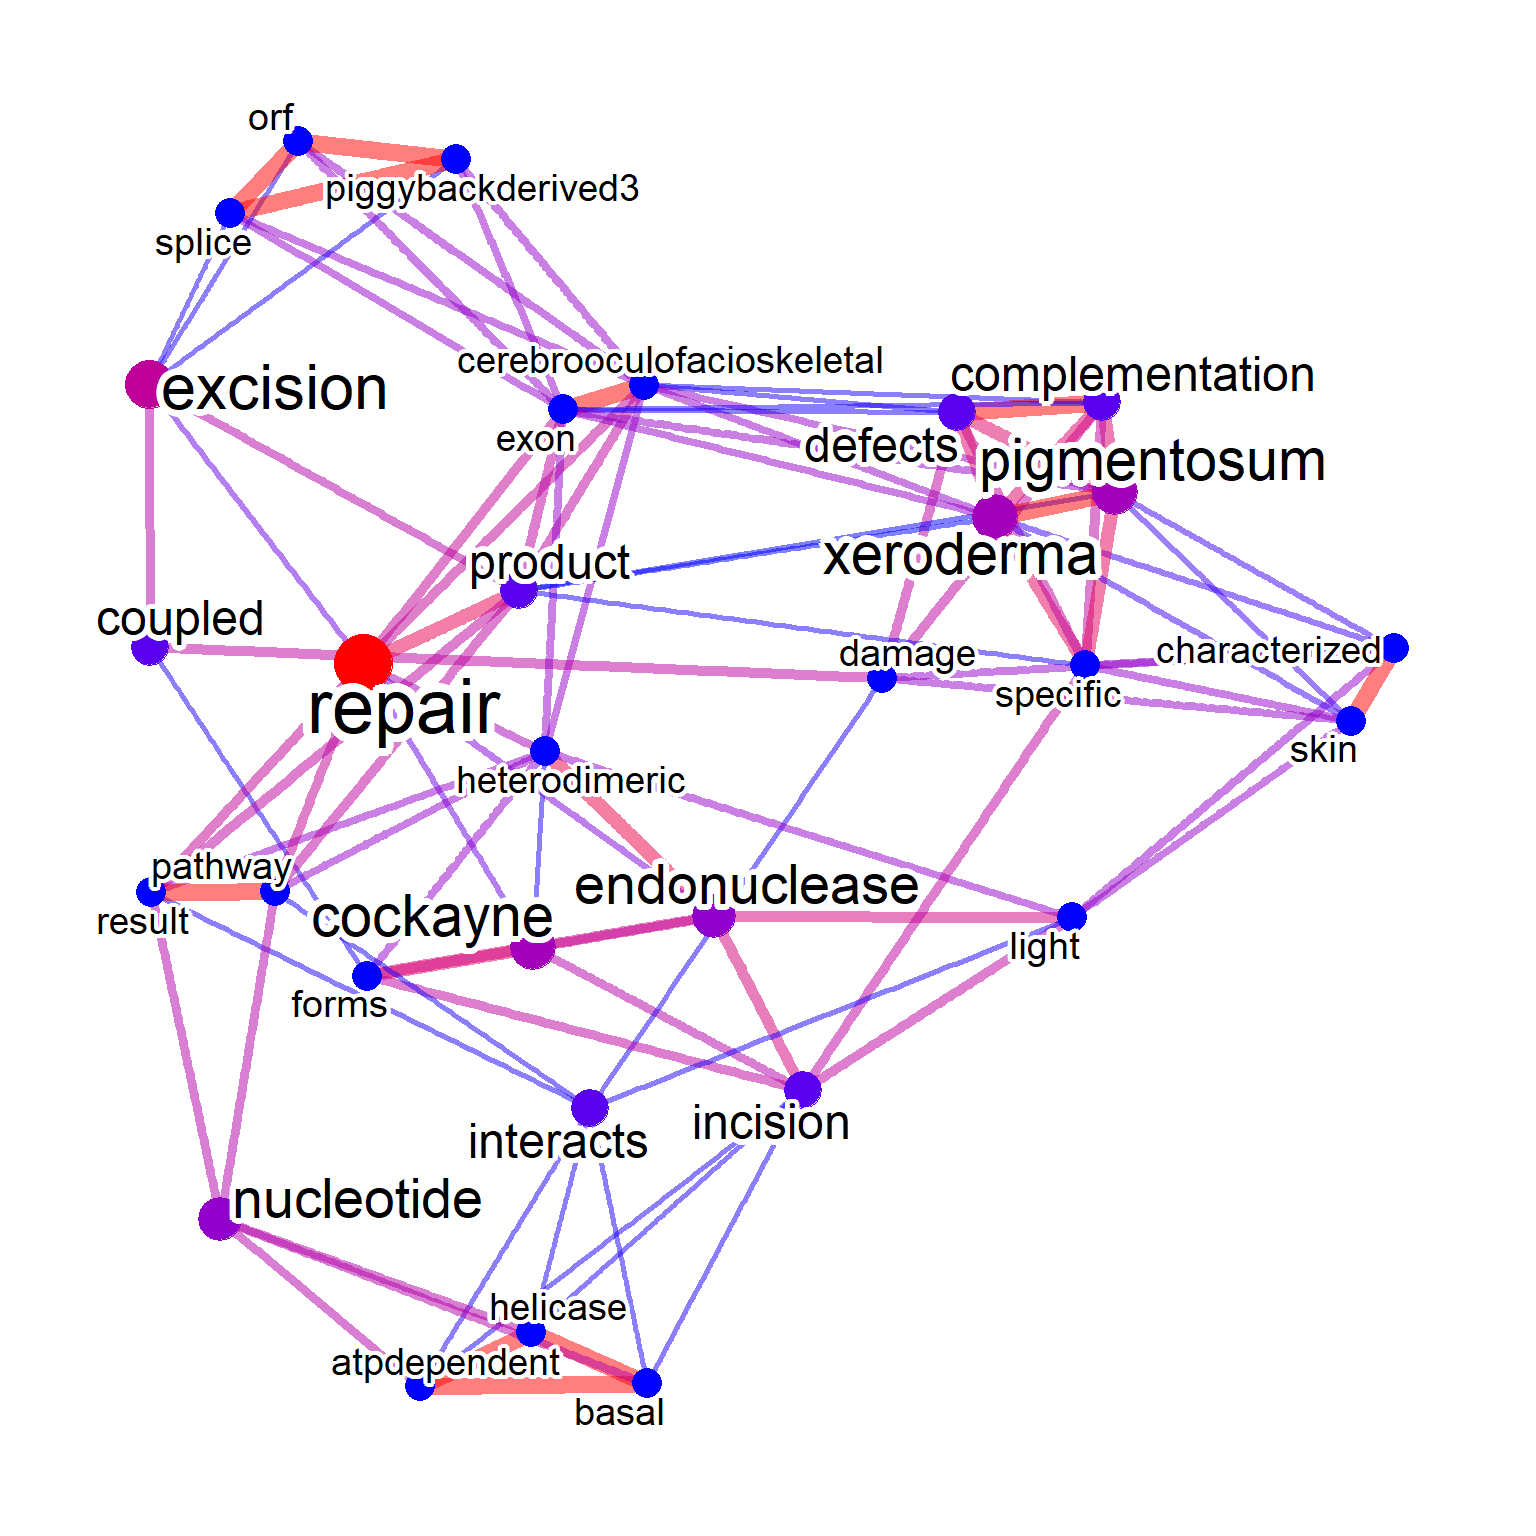 orf
piggybackderived3
splice
cerebrooculofacioskeletal
complementation
excision
exon
defects
pigmentosum
product
xeroderma
coupled
damage
characterized
specific
repair
skin
heterodimeric
pathway
endonuclease
result
cockayne
light
forms
incision
interacts
nucleotide
helicase
atpdependent
basal